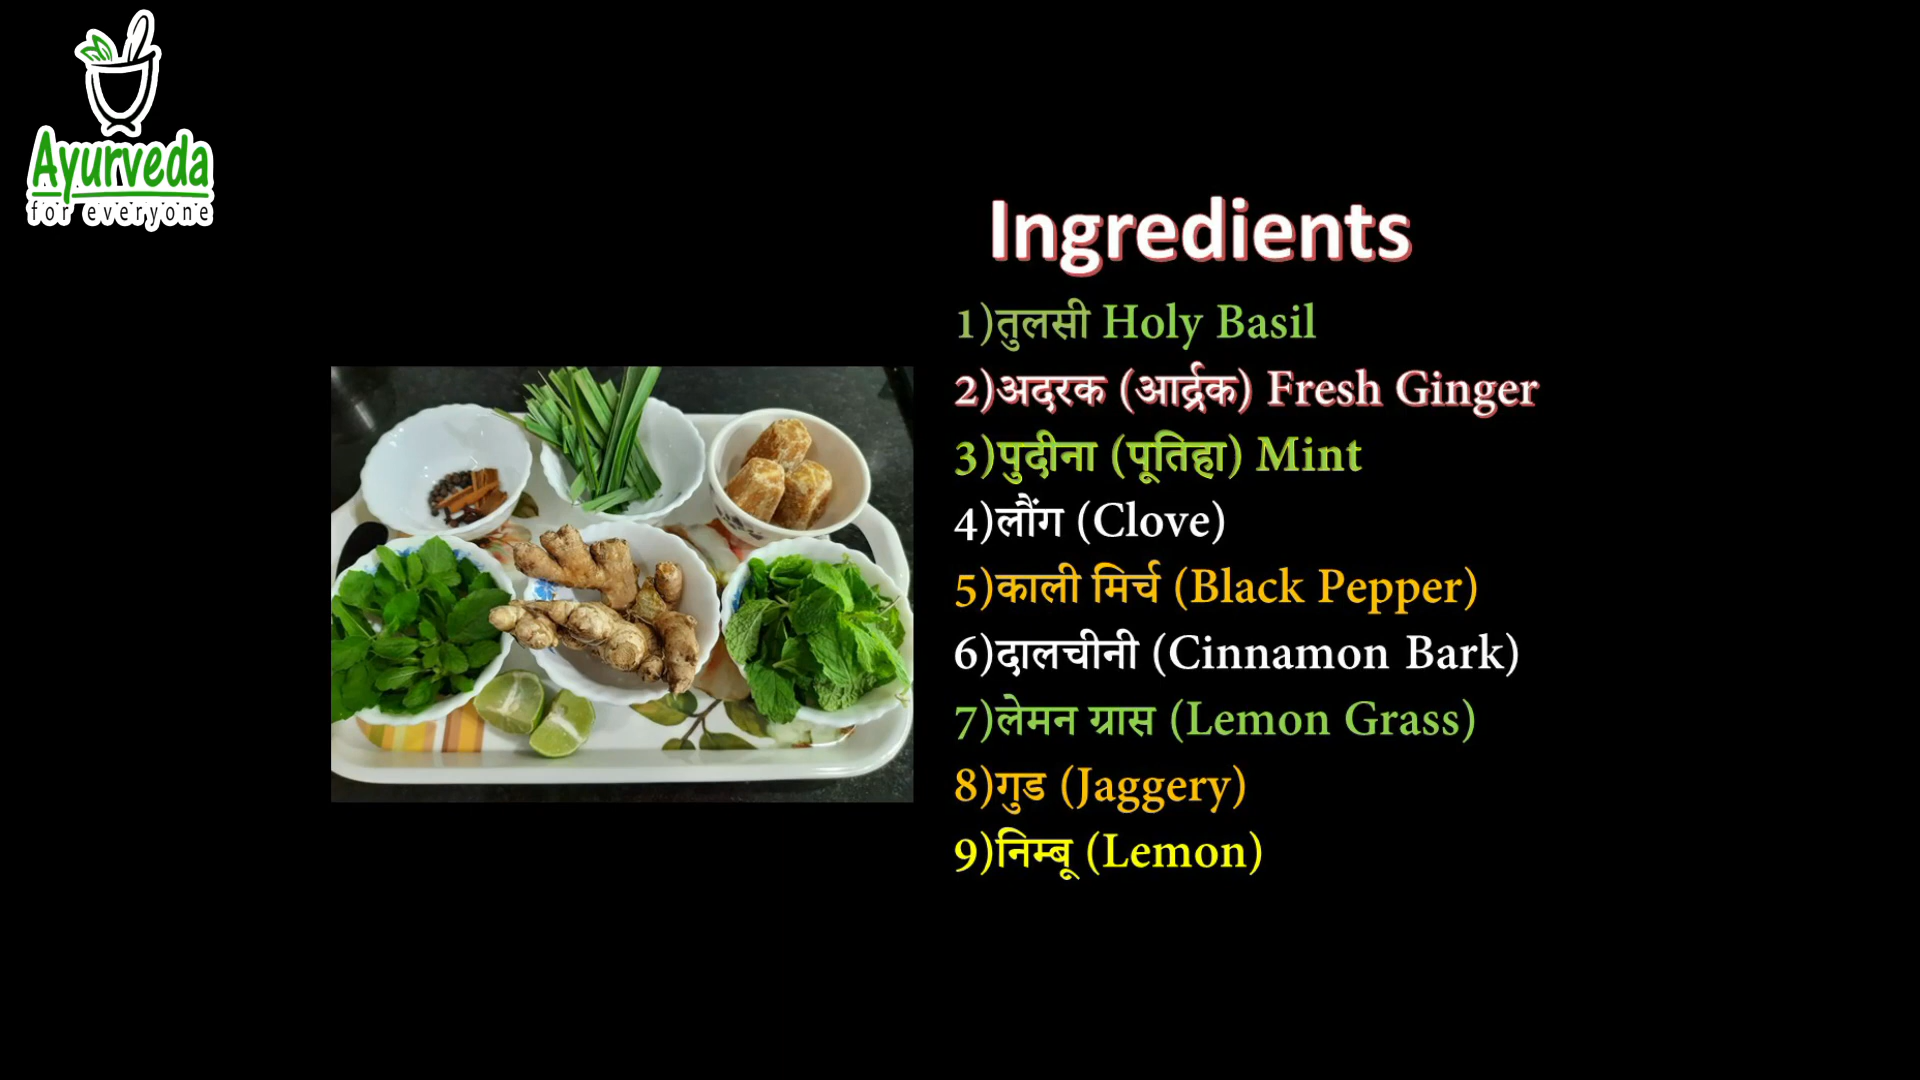 Ayurveda
for everyone
Ingredients
1)तुलसी Holy Basil
2)अदरक (आर्द्रक) Fresh Ginger
3)पुदीना (पूतिहा) Mint
4)लौंग (Clove)
5)काली मिर्च (Black Pepper)
6)दालचीनी (Cinnamon Bark)
7)लेमन ग्रास (Lemon Grass)
8)गुड (Jaggery)
9)निम्बू (Lemon)